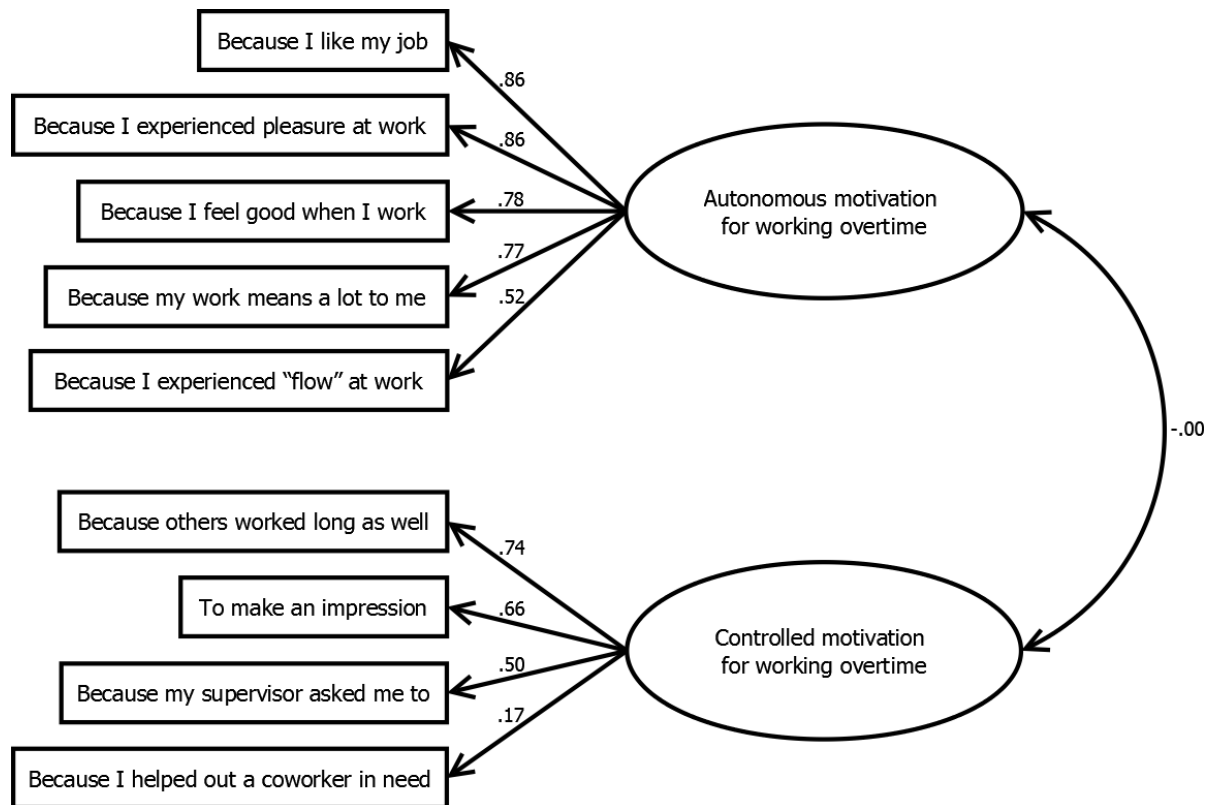 Because I like my job
.86
Because I experienced pleasure at work
.86
Because I feel good when I work
.78
Autonomous motivation
for working overtime
Because my work means a lot to me
.77
.52
Because I experienced “flow” at work
-.00
Because others worked long as well
.74
To make an impression
.66
Controlled motivation
for working overtime
Because my supervisor asked me to
.50
.17
Because I helped out a coworker in need